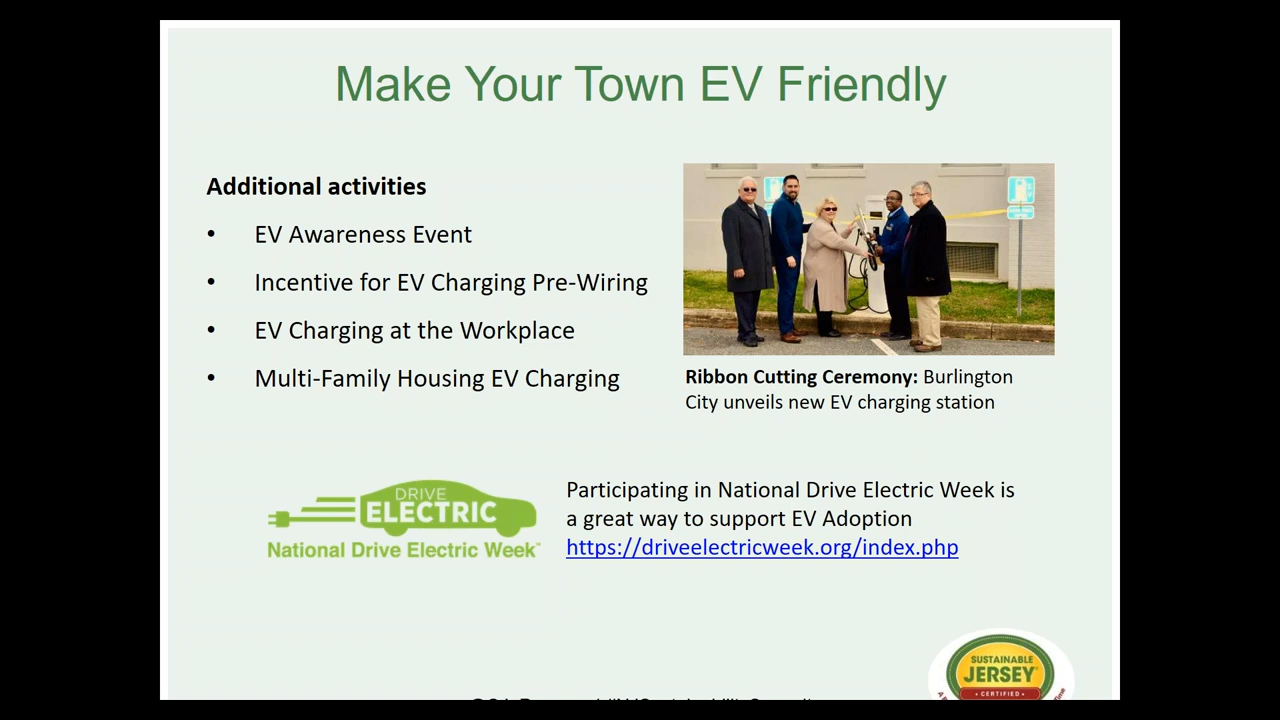 Make Your Town EV Friendly
Additional activities
• EV Awareness Event
• Incentive for EV Charging Pre-Wiring
• EV Charging at the Workplace
• Multi-Family Housing EV Charging
Ribbon Cutting Ceremony: Burlington
City unveils new EV charging station
DRIVE
ELECTRIC
National Drive Electric Week™
Participating in National Drive Electric Week is
a great way to support EV Adoption
https://driveelectricweek.org/index.php
SUSTAINABLE
JERSEY
• CERTIFIED •